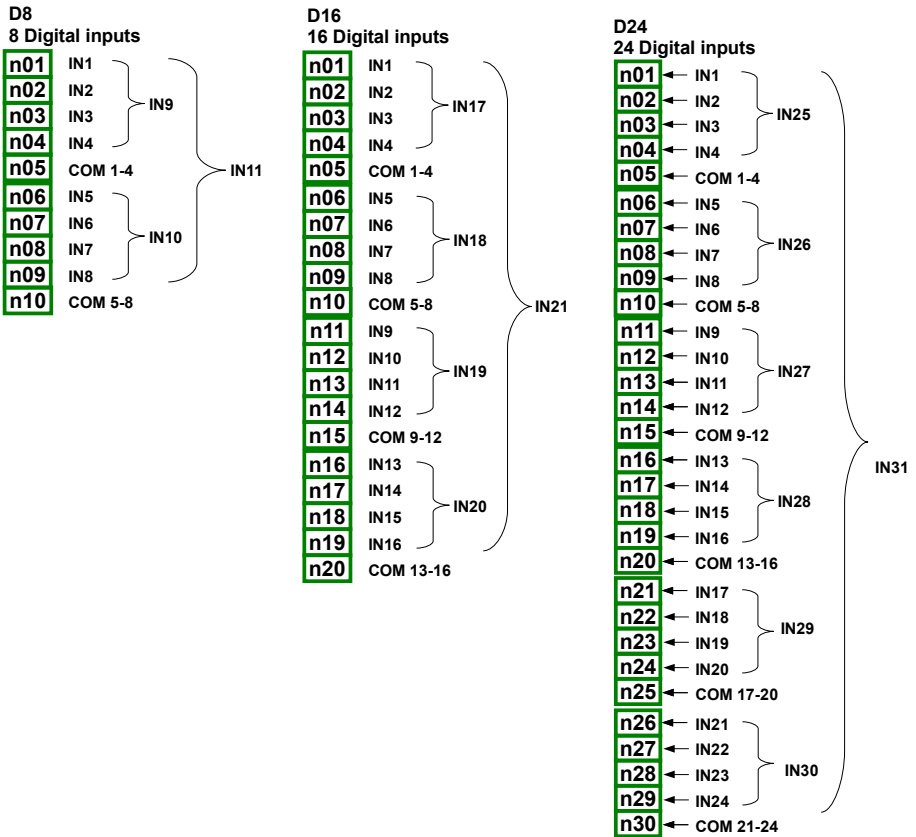 D8
8 Digital inputs
n01 IN1
n02 IN2
IN9
n03 IN3
n04 IN4
n05 COM 1-4
IN11
n06 IN5
n07 IN6
IN10
n08 IN7
n09 IN8
n10 COM 5-8
D16
16 Digital inputs
n01 IN1
n02 IN2
IN17
n03 IN3
n04 IN4
n05 COM 1-4
n06 IN5
n07 IN6
IN18
n08 IN7
n09 IN8
n10 COM 5-8
IN21
n11 IN9
n12 IN10
IN19
n13 IN11
n14 IN12
n15 COM 9-12
n16 IN13
n17 IN14
IN20
n18 IN15
n19 IN16
n20 COM 13-16
D24
24 Digital inputs
n01 IN1
n02 IN2
IN25
n03 IN3
n04 IN4
n05 COM 1-4
n06 IN5
n07 IN6
IN26
n08 IN7
n09 IN8
n10 COM 5-8
n11 IN9
n12 IN10
IN27
n13 IN11
n14 IN12
n15 COM 9-12
IN31
n16 IN13
n17 IN14
IN28
n18 IN15
n19 IN16
n20 COM 13-16
n21 IN17
n22 IN18
IN29
n23 IN19
n24 IN20
n25 COM 17-20
n26 IN21
n27 IN22
IN30
n28 IN23
n29 IN24
n30 COM 21-24